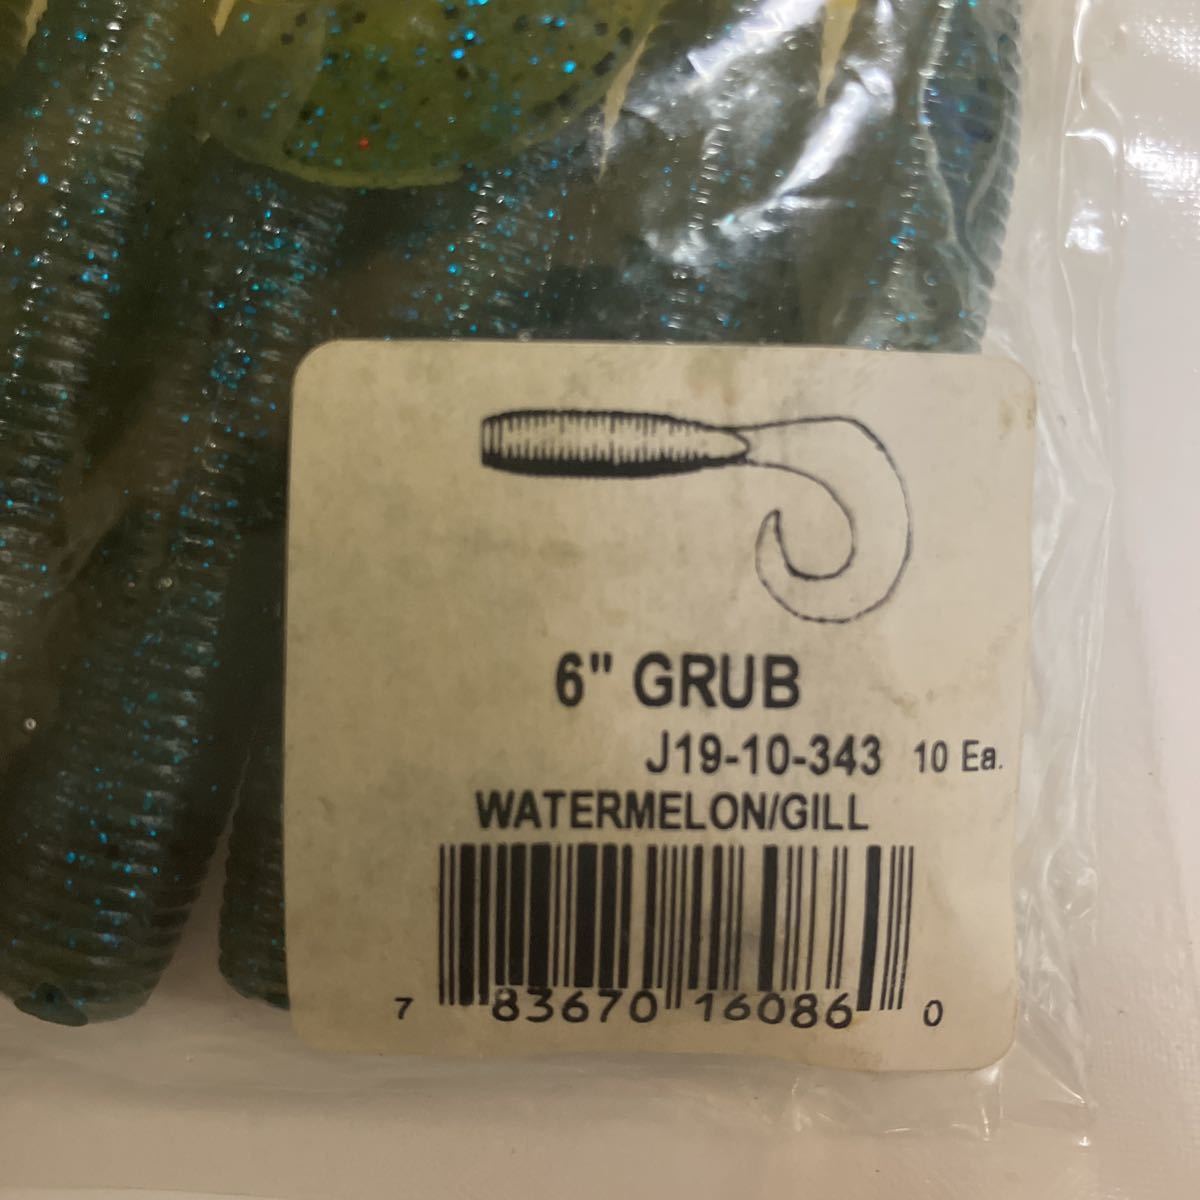 6" GRUB
J19-10-343 10 Ea.
WATERMELON/GILL
7 83670 16086 0